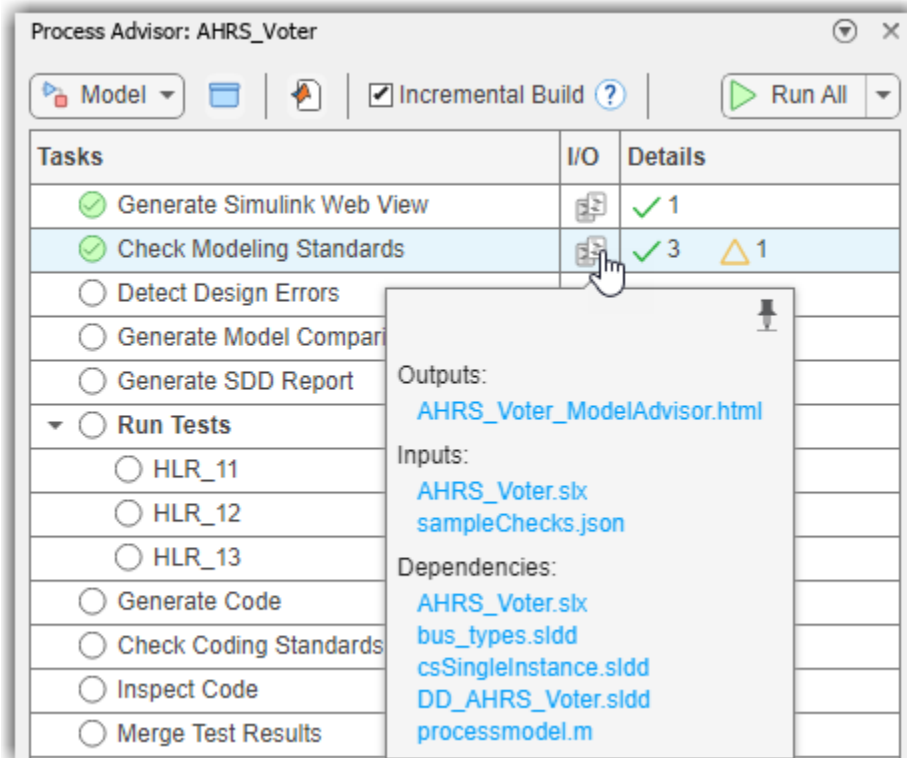 Process Advisor: AHRS_Voter
Model Incremental Build ? Run All
Tasks I/O Details
Generate Simulink Web View 1
Check Modeling Standards 3 1
Detect Design Errors
Generate Model Compari
Generate SDD Report
Run Tests
HLR_11
HLR_12
HLR_13
Generate Code
Check Coding Standards
Inspect Code
Merge Test Results
Outputs:
AHRS_Voter_ModelAdvisor.html
Inputs:
AHRS_Voter.slx
sampleChecks.json
Dependencies:
AHRS_Voter.slx
bus_types.sldd
csSingleInstance.sldd
DD_AHRS_Voter.sldd
processmodel.m